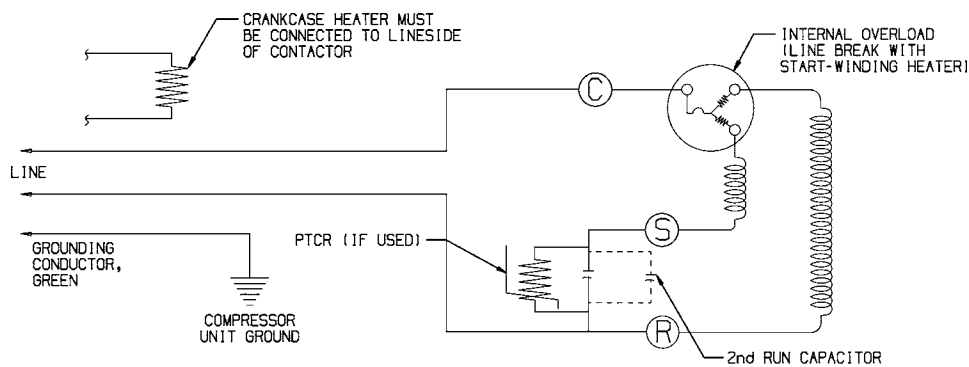 CRANKCASE HEATER MUST
BE CONNECTED TO LINESIDE
OF CONTACTOR
INTERNAL OVERLOAD
(LINE BREAK WITH
START-WINDING HEATER)
C
LINE
S
PTCR (IF USED)
GROUNDING
CONDUCTOR,
GREEN
COMPRESSOR
UNIT GROUND
R
2nd RUN CAPACITOR